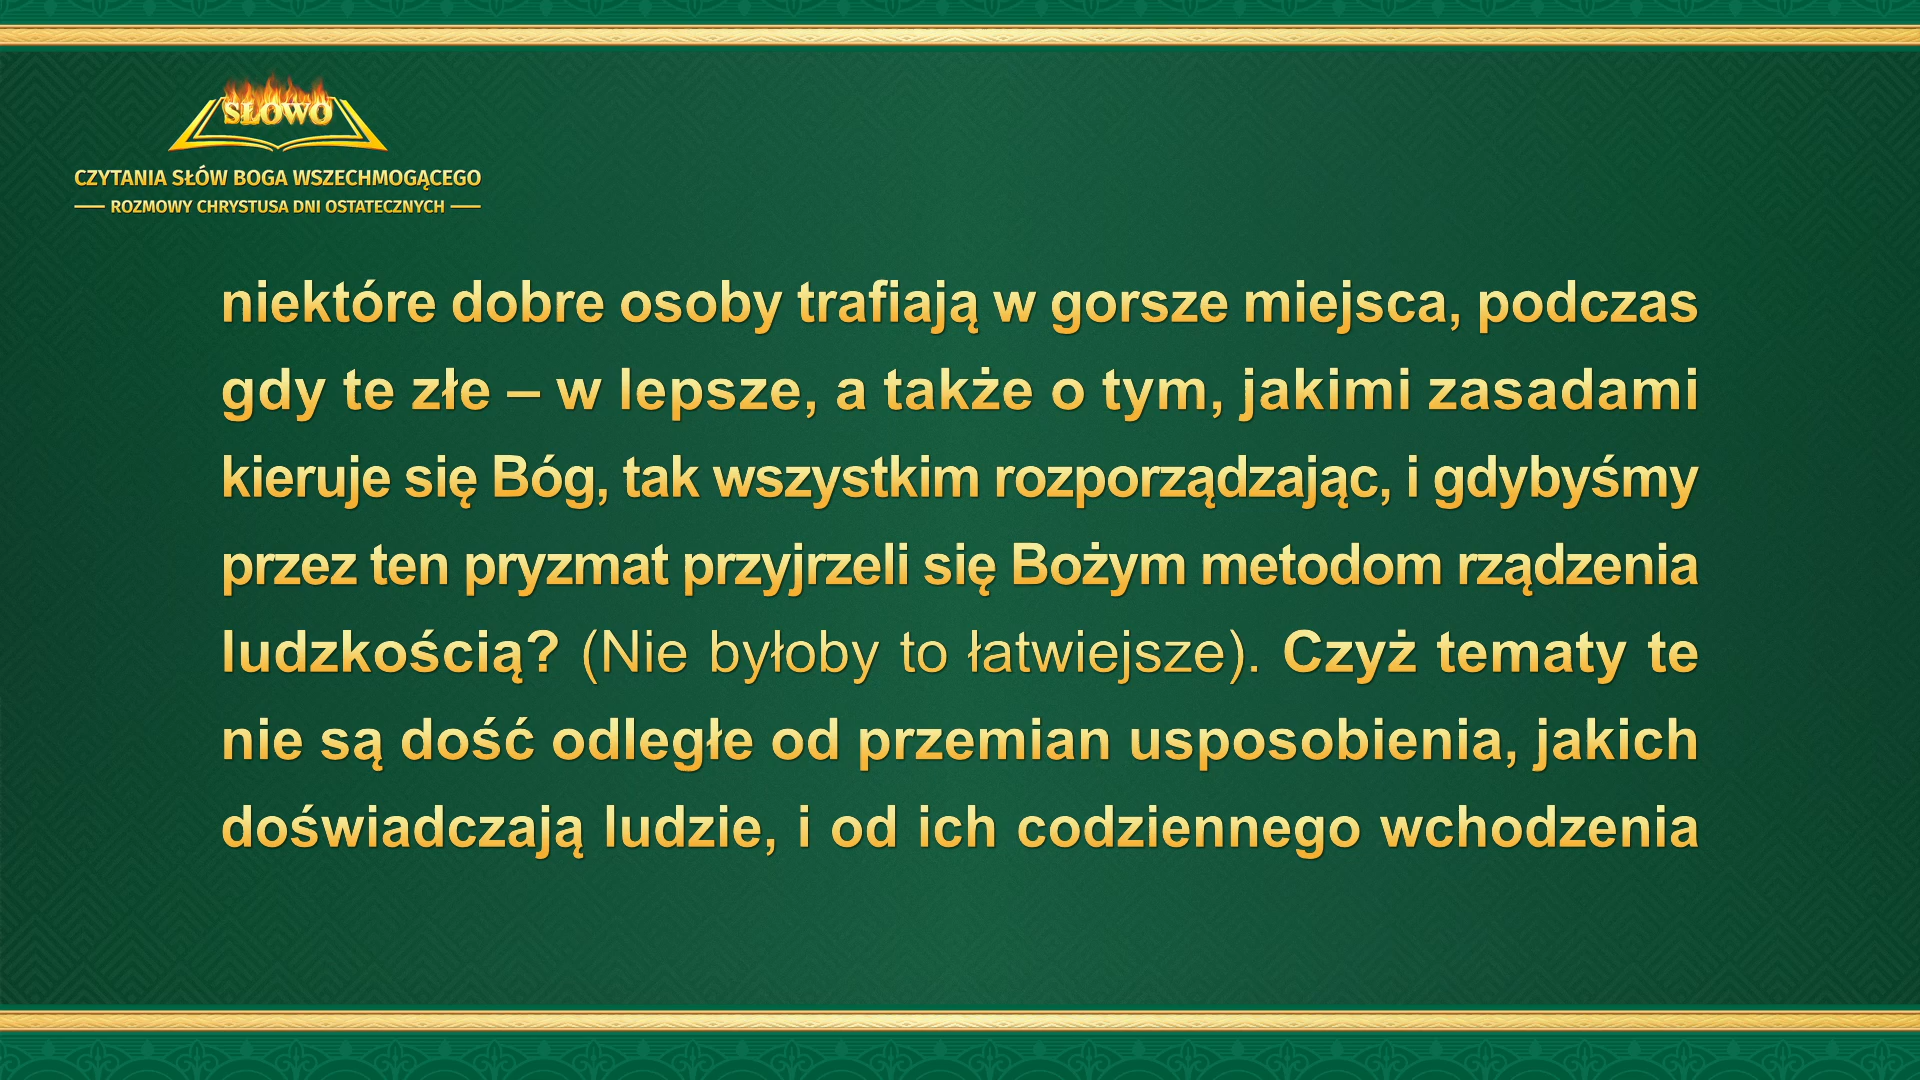 SŁOWO
CZYTANIA SŁÓW BOGA WSZECHMOGĄCEGO
ROZMOWY CHRYSTUSA DNI OSTATECZNYCH
niektóre dobre osoby trafiają w gorsze miejsca, podczas
gdy te złe – w lepsze, a także o tym, jakimi zasadami
kieruje się Bóg, tak wszystkim rozporządzając, i gdybyśmy
przez ten pryzmat przyjrzeli się Bożym metodom rządzenia
ludzkością? (Nie byłoby to łatwiejsze). Czyż tematy te
nie są dość odległe od przemian usposobienia, jakich
doświadczają ludzie, i od ich codziennego wchodzenia